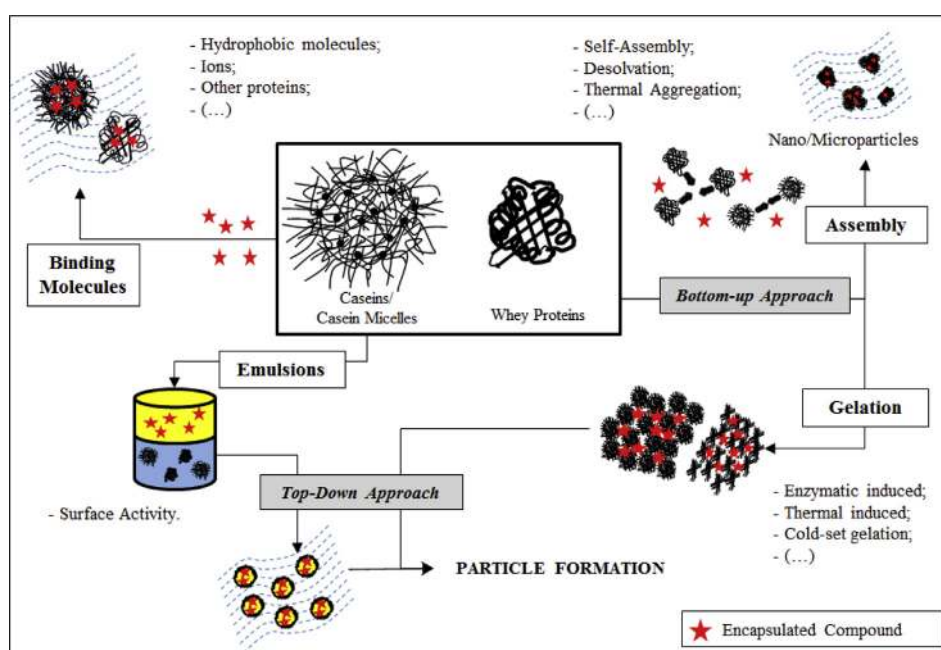 - Hydrophobic molecules;
- Ions;
- Other proteins;
- (...)
- Self-Assembly;
- Desolvation;
- Thermal Aggregation;
- (...)
Nano/Microparticles
Binding
Molecules
Caseins/
Casein Micelles
Whey Proteins
Assembly
Bottom-up Approach
Emulsions
Gelation
Top-Down Approach
- Surface Activity.
- Enzymatic induced;
- Thermal induced;
- Cold-set gelation;
- (...)
PARTICLE FORMATION
Encapsulated Compound